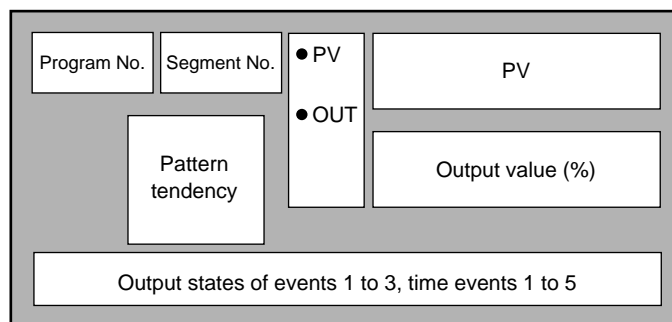 Program No.
Segment No.
PV
OUT
PV
Output value (%)
Pattern
tendency
Output states of events 1 to 3, time events 1 to 5